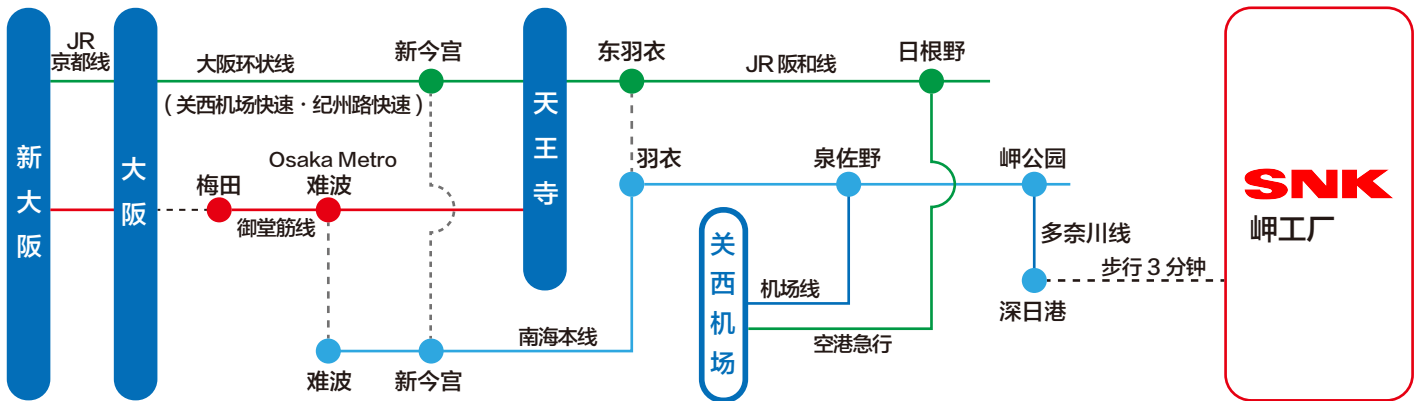 JR
京都线
大阪环状线
(关西机场快速·纪州路快速)
新今宫
东羽衣
JR 阪和线
日根野
新大阪
大阪
梅田
Osaka Metro
难波
御堂筋线
天王寺
羽衣
泉佐野
岬公园
多奈川线
步行 3 分钟
深日港
关西机场
机场线
空港急行
难波
新今宫
南海本线
SNK
岬工厂